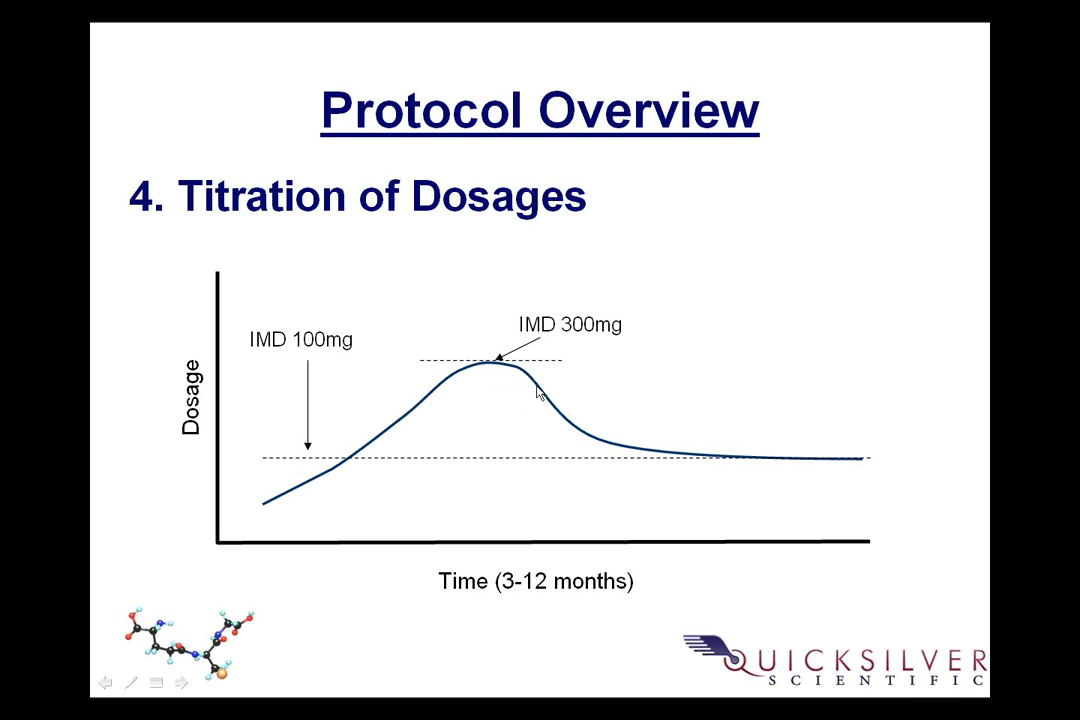 Protocol Overview
4. Titration of Dosages
IMD 300mg
IMD 100mg
Dosage
Time (3-12 months)
QUICKSILVER
SCIENTIFIC